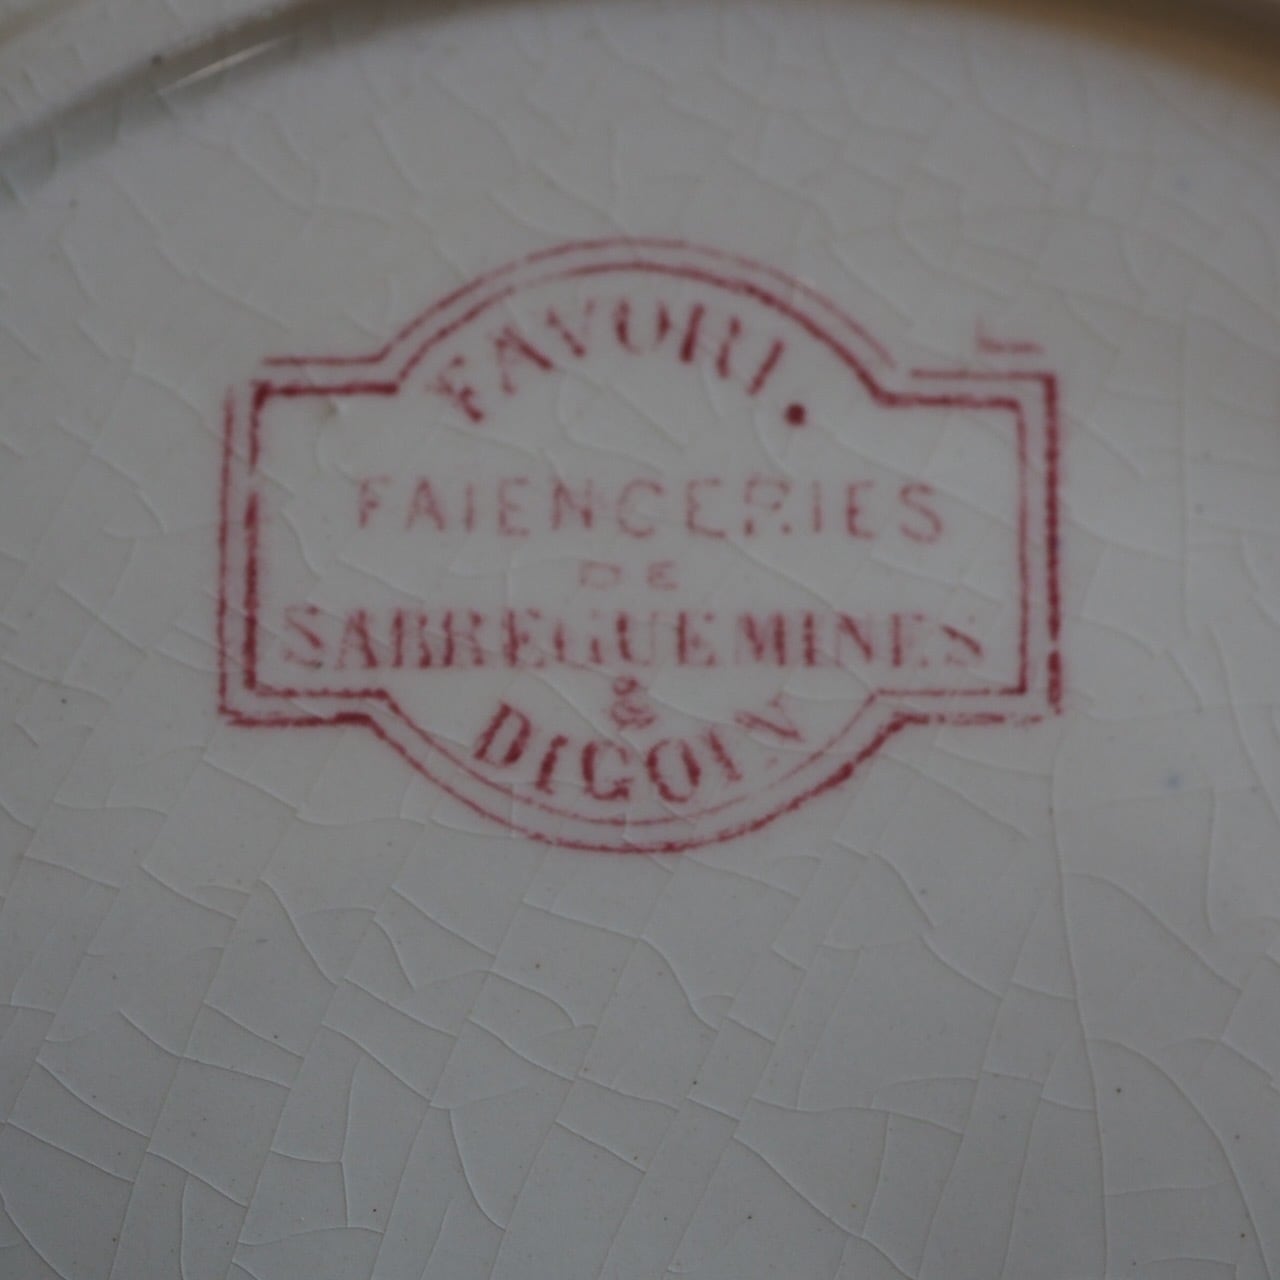 FAVORI.
FAIENCERIES
DE
SARREGUEMINES
&
DIGOIN